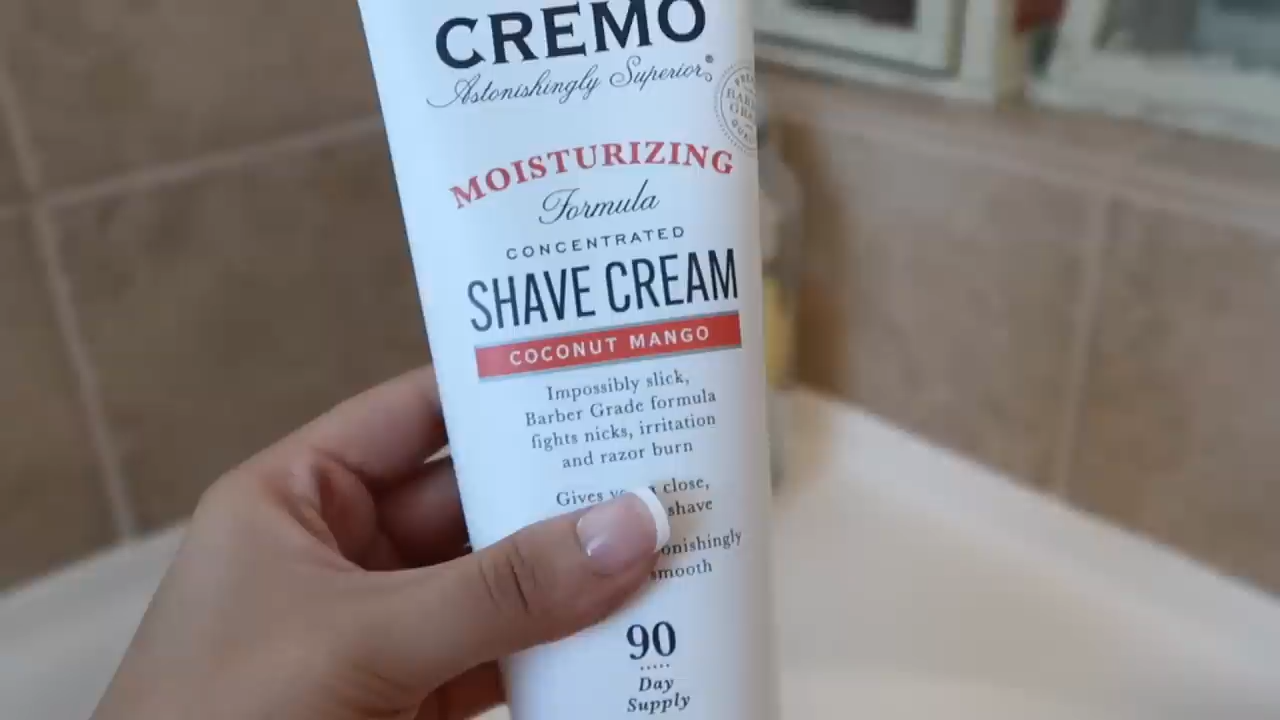 CREMO
Astonishingly Superior®
MOISTURIZING
Formula
CONCENTRATED
SHAVE CREAM
COCONUT MANGO
Impossibly slick,
Barber Grade formula
fights nicks, irritation
and razor burn
Gives close,
shave
onishingly
smooth
90
Day
Supply